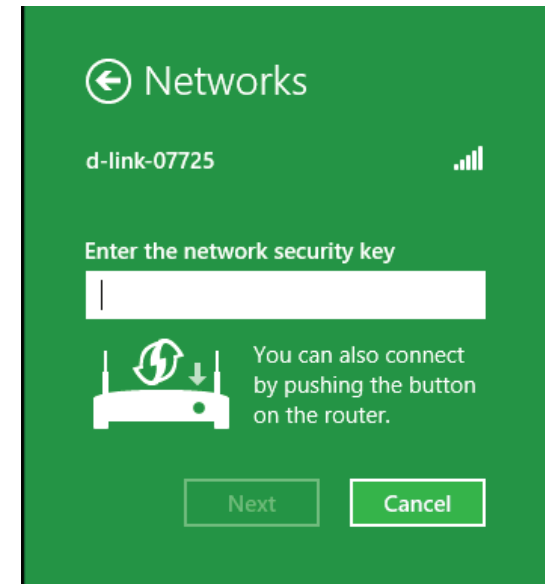 Networks
d-link-07725
Enter the network security key
You can also connect
by pushing the button
on the router.
Next
Cancel